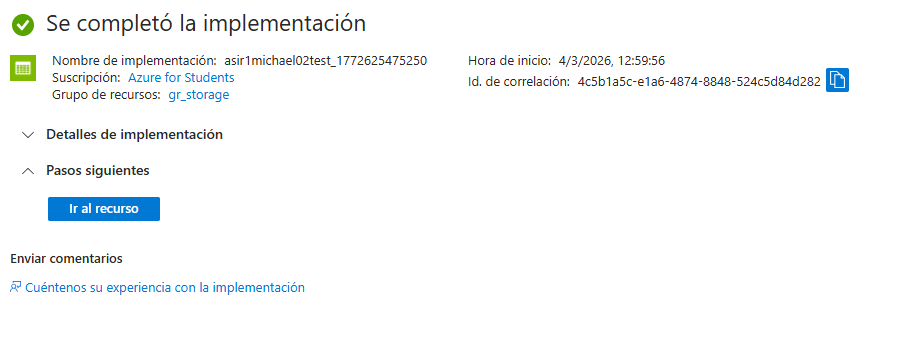 Se completó la implementación
Nombre de implementación: asir1michael02test_1772625475250
Suscripción: Azure for Students
Grupo de recursos: gr_storage
Hora de inicio: 4/3/2026, 12:59:56
Id. de correlación: 4c5b1a5c-e1a6-4874-8848-524c5d84d282
Detalles de implementación
Pasos siguientes
Ir al recurso
Enviar comentarios
Cuéntenos su experiencia con la implementación